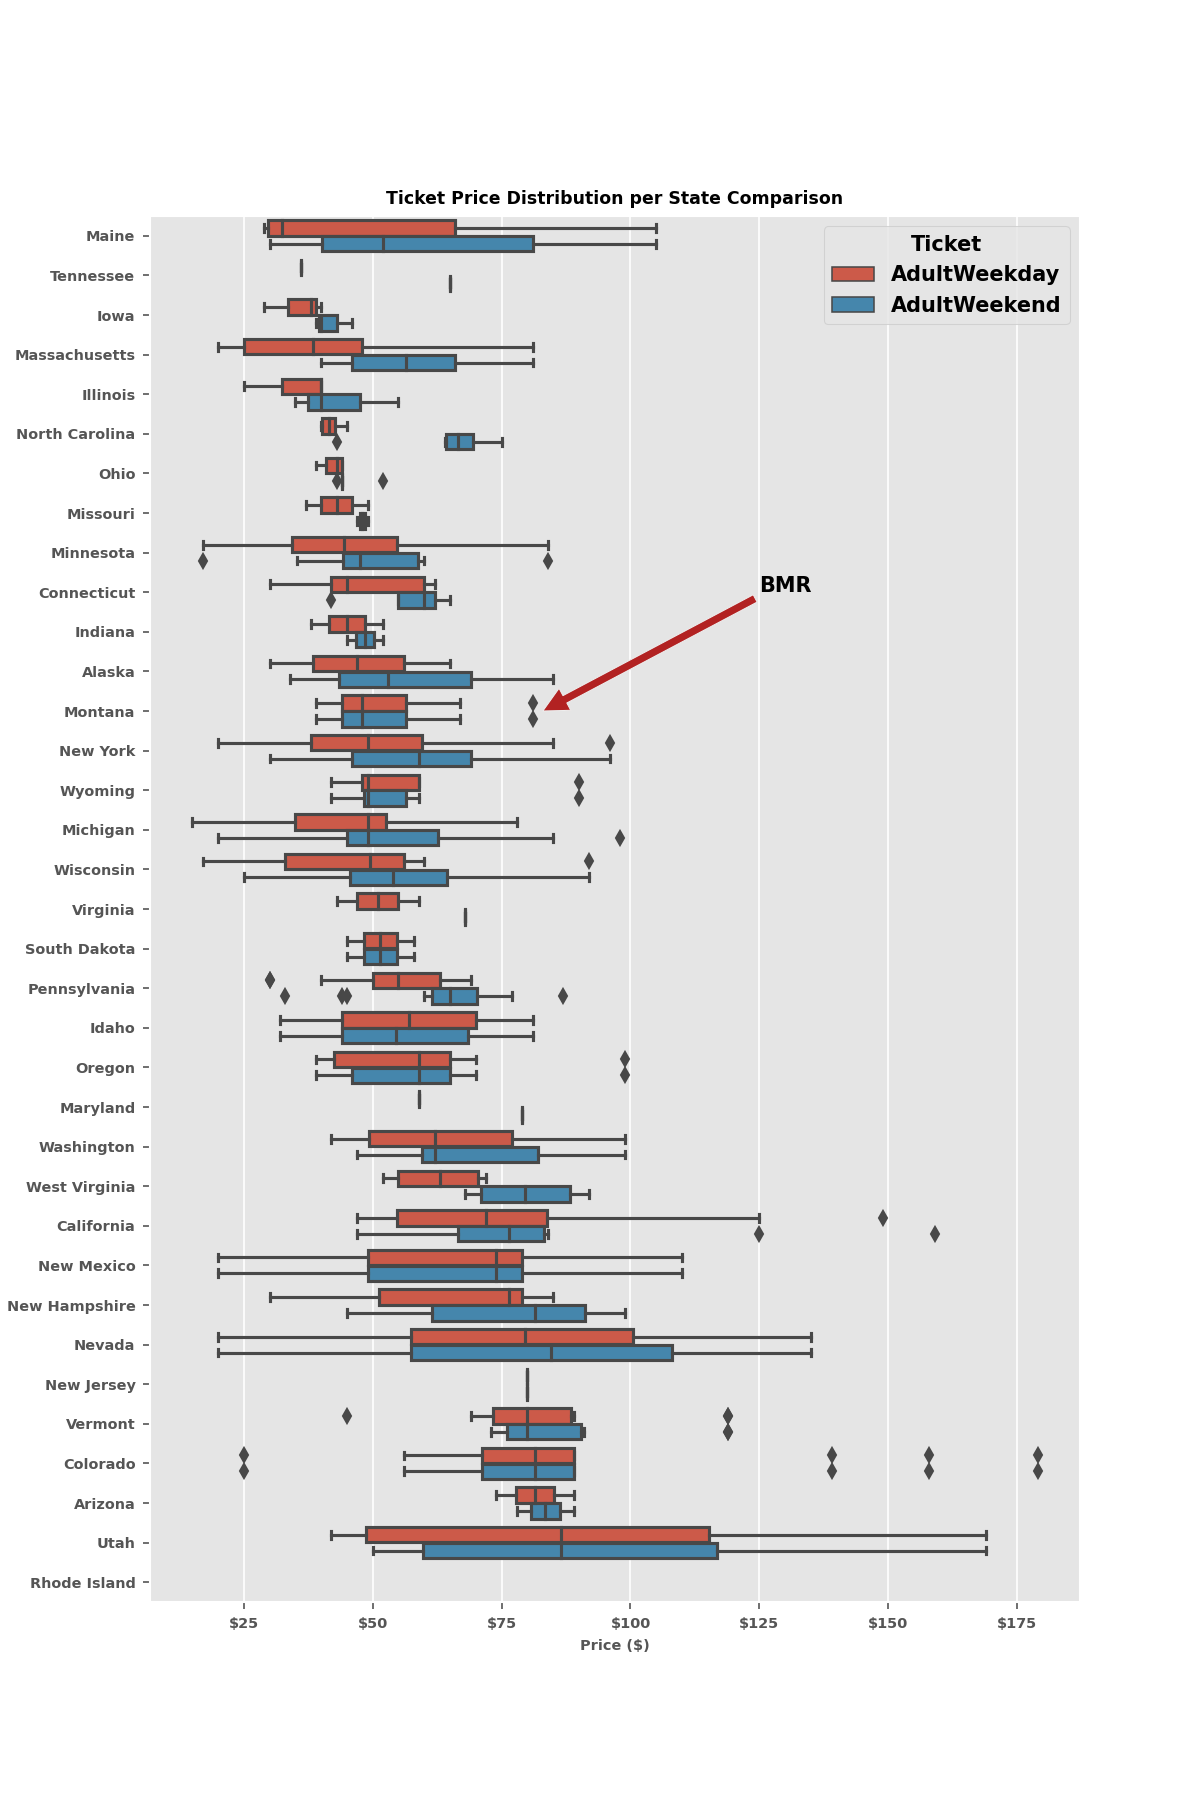 Ticket Price Distribution per State Comparison
Ticket
AdultWeekday
AdultWeekend
Maine
Tennessee
Iowa
Massachusetts
Illinois
North Carolina
Ohio
Missouri
Minnesota
Connecticut
BMR
Indiana
Alaska
Montana
New York
Wyoming
Michigan
Wisconsin
Virginia
South Dakota
Pennsylvania
Idaho
Oregon
Maryland
Washington
West Virginia
California
New Mexico
New Hampshire
Nevada
New Jersey
Vermont
Colorado
Arizona
Utah
Rhode Island
$25 $50 $75 $100 $125 $150 $175
Price ($)